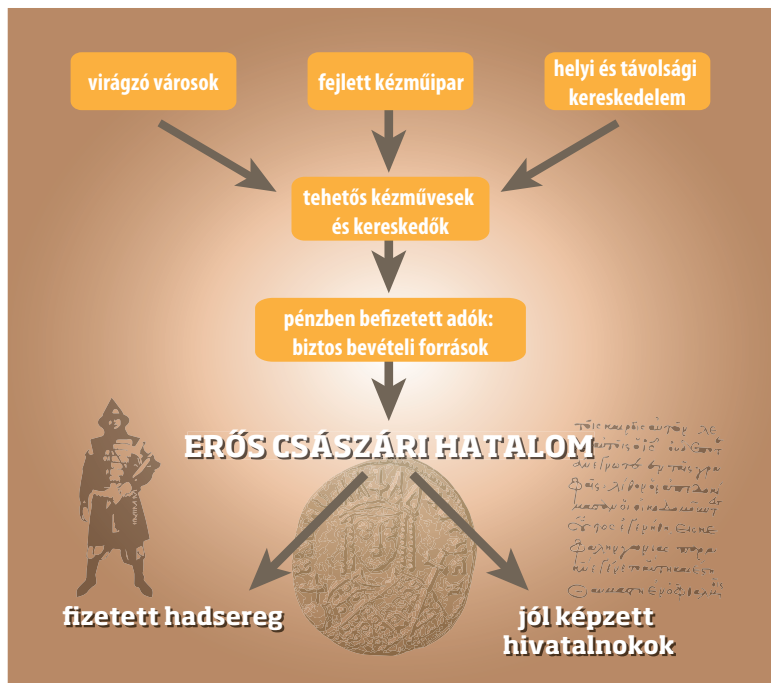 virágzó városok
fejlett kézműipar
helyi és távolsági
kereskedelem
tehetős kézművesek
és kereskedők
pénzben befizetett adók:
biztos bevételi források
ERŐS CSÁSZÁRI HATALOM
fizetett hadsereg
jól képzett
hivatalnokok